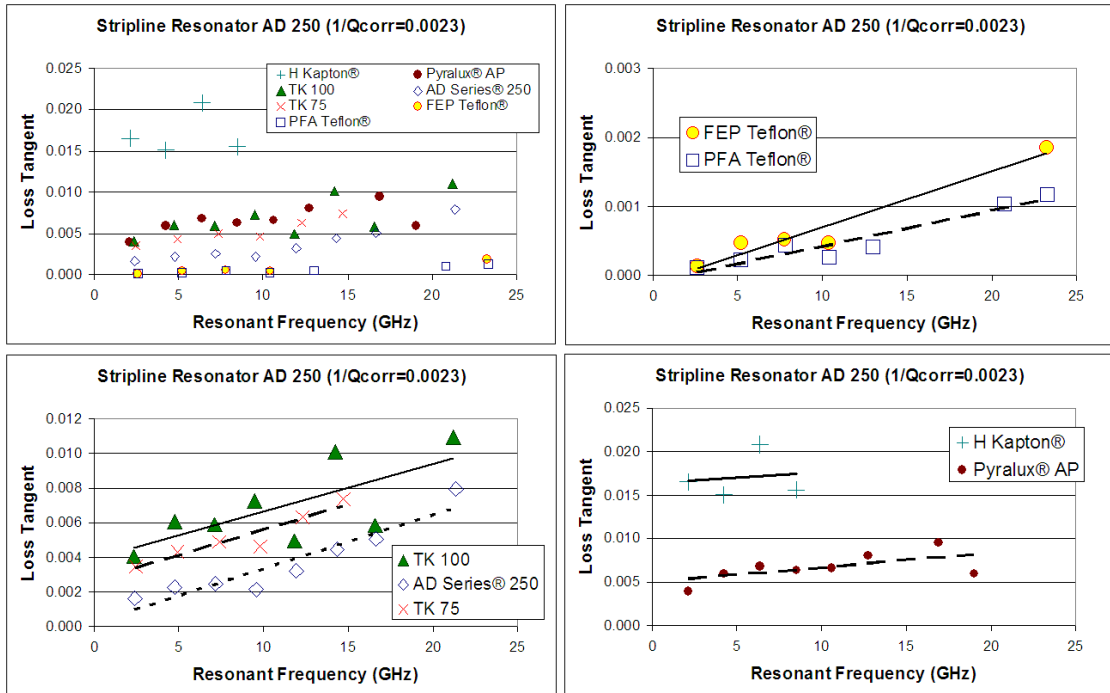 Stripline Resonator AD 250 (1/Qcorr=0.0023)
Loss Tangent
0.025
0.020
0.015
0.010
0.005
0.000
H Kapton®
Pyralux® AP
TK 100
AD Series® 250
TK 75
FEP Teflon®
PFA Teflon®
0 5 10 15 20 25
Resonant Frequency (GHz)
Stripline Resonator AD 250 (1/Qcorr=0.0023)
Loss Tangent
0.003
0.002
0.001
0.000
FEP Teflon®
PFA Teflon®
0 5 10 15 20 25
Resonant Frequency (GHz)
Stripline Resonator AD 250 (1/Qcorr=0.0023)
Loss Tangent
0.012
0.010
0.008
0.006
0.004
0.002
0.000
TK 100
AD Series® 250
TK 75
0 5 10 15 20 25
Resonant Frequency (GHz)
Stripline Resonator AD 250 (1/Qcorr=0.0023)
Loss Tangent
0.025
0.020
0.015
0.010
0.005
0.000
H Kapton®
Pyralux® AP
0 5 10 15 20 25
Resonant Frequency (GHz)